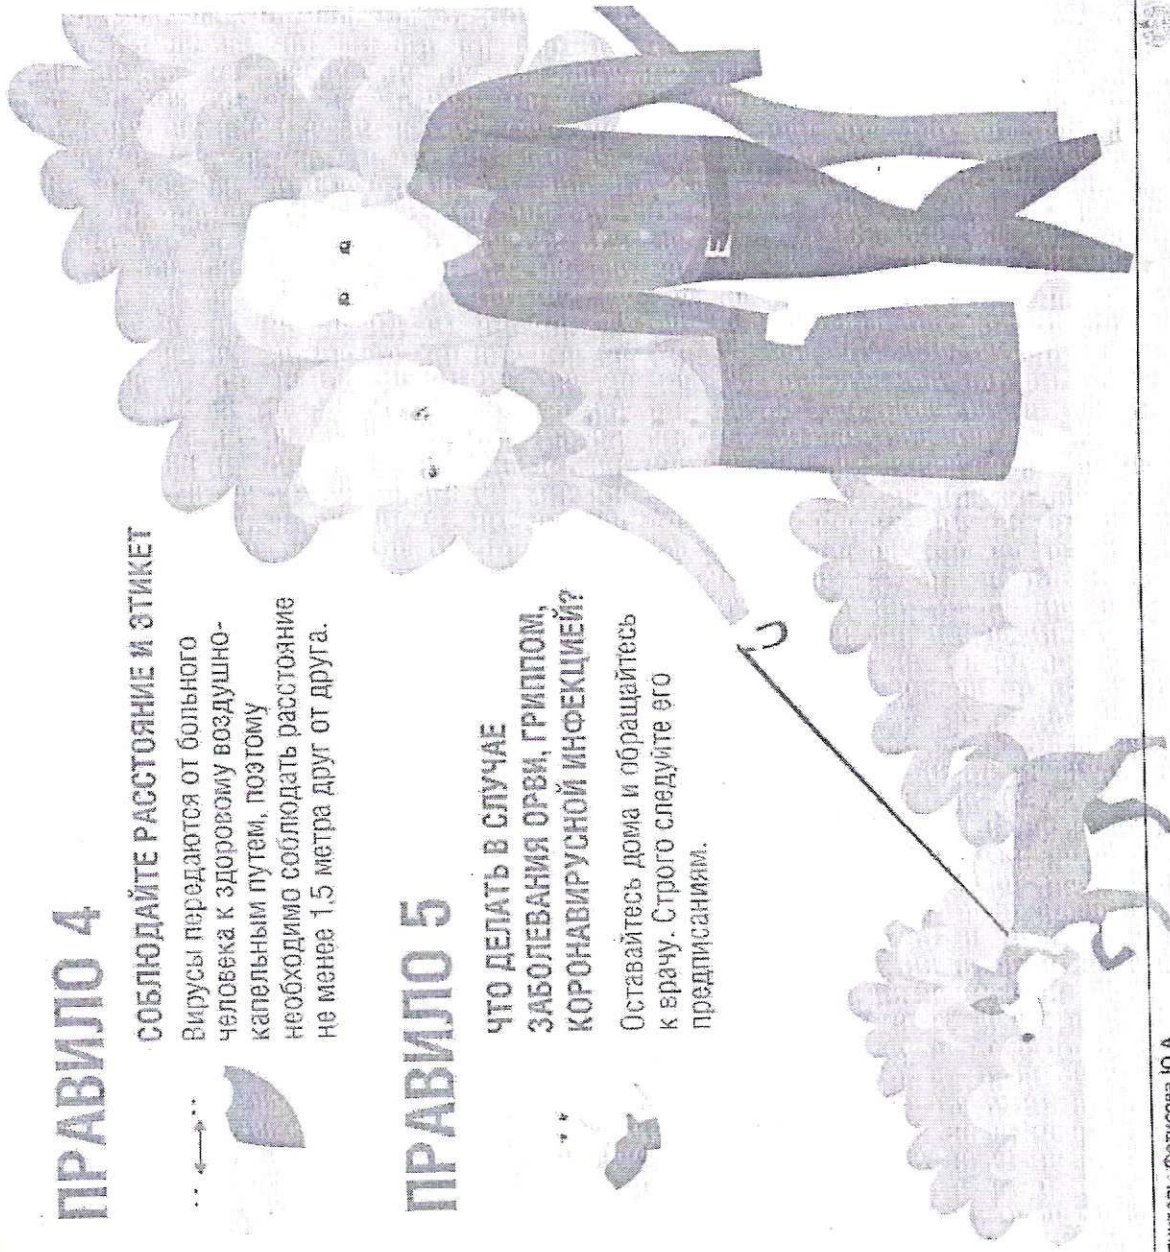 ПРАВИЛО 4
СОБЛЮДАЙТЕ РАССТОЯНИЕ И ЭТИКЕТ
Вирусы передаются от больного
человека к здоровому воздушно-
капельным путем, поэтому
необходимо соблюдать расстояние
не менее 1,5 метра друг от друга.
ПРАВИЛО 5
ЧТО ДЕЛАТЬ В СЛУЧАЕ
ЗАБОЛЕВАНИЯ ОРВИ, ГРИППОМ,
КОРОНАВИРУСНОЙ ИНФЕКЦИЕЙ?
Оставайтесь дома и обращайтесь
к врачу. Строго следуйте его
предписаниям.
Фетисова Ю.А.